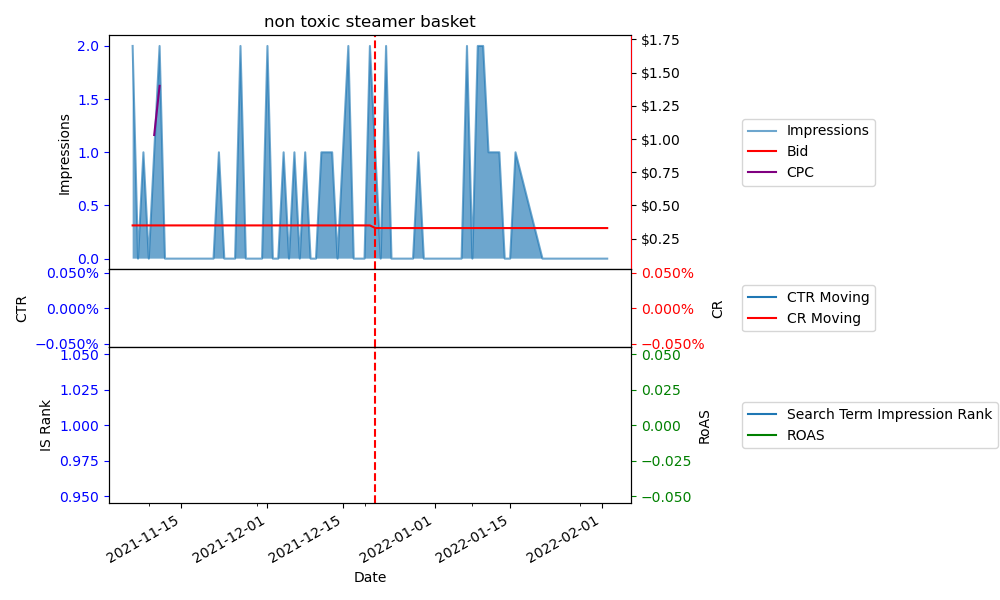 non toxic steamer basket
2.0
1.5
1.0
0.5
0.0
Impressions
$1.75
$1.50
$1.25
$1.00
$0.75
$0.50
$0.25
Impressions
Bid
CPC
0.050%
0.000%
−0.050%
CTR
0.050%
0.000%
−0.050%
CR
CTR Moving
CR Moving
1.050
1.025
1.000
0.975
0.950
IS Rank
0.050
0.025
0.000
−0.025
−0.050
RoAS
Search Term Impression Rank
ROAS
2021-11-15
2021-12-01
2021-12-15
2022-01-01
2022-01-15
2022-02-01
Date